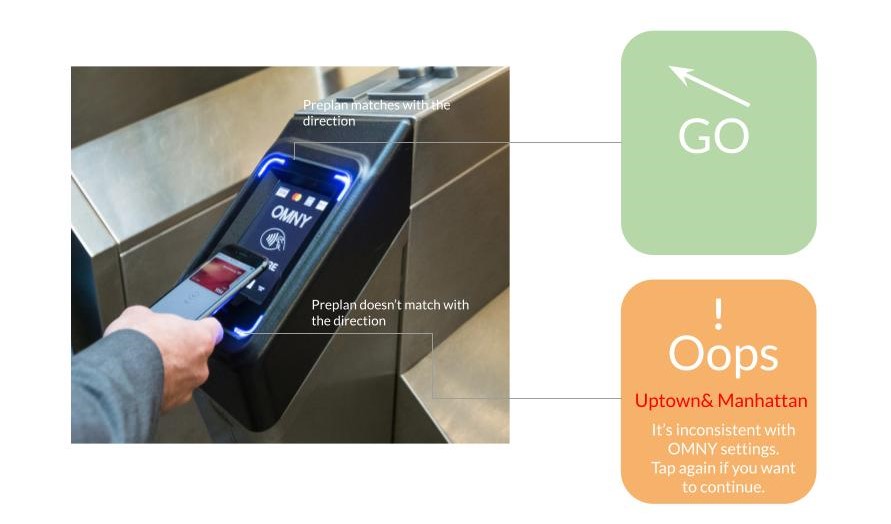 Preplan matches with the
direction
GO
OMNY
Preplan doesn't match with
the direction
!
Oops
Uptown& Manhattan
It's inconsistent with
OMNY settings.
Tap again if you want
to continue.